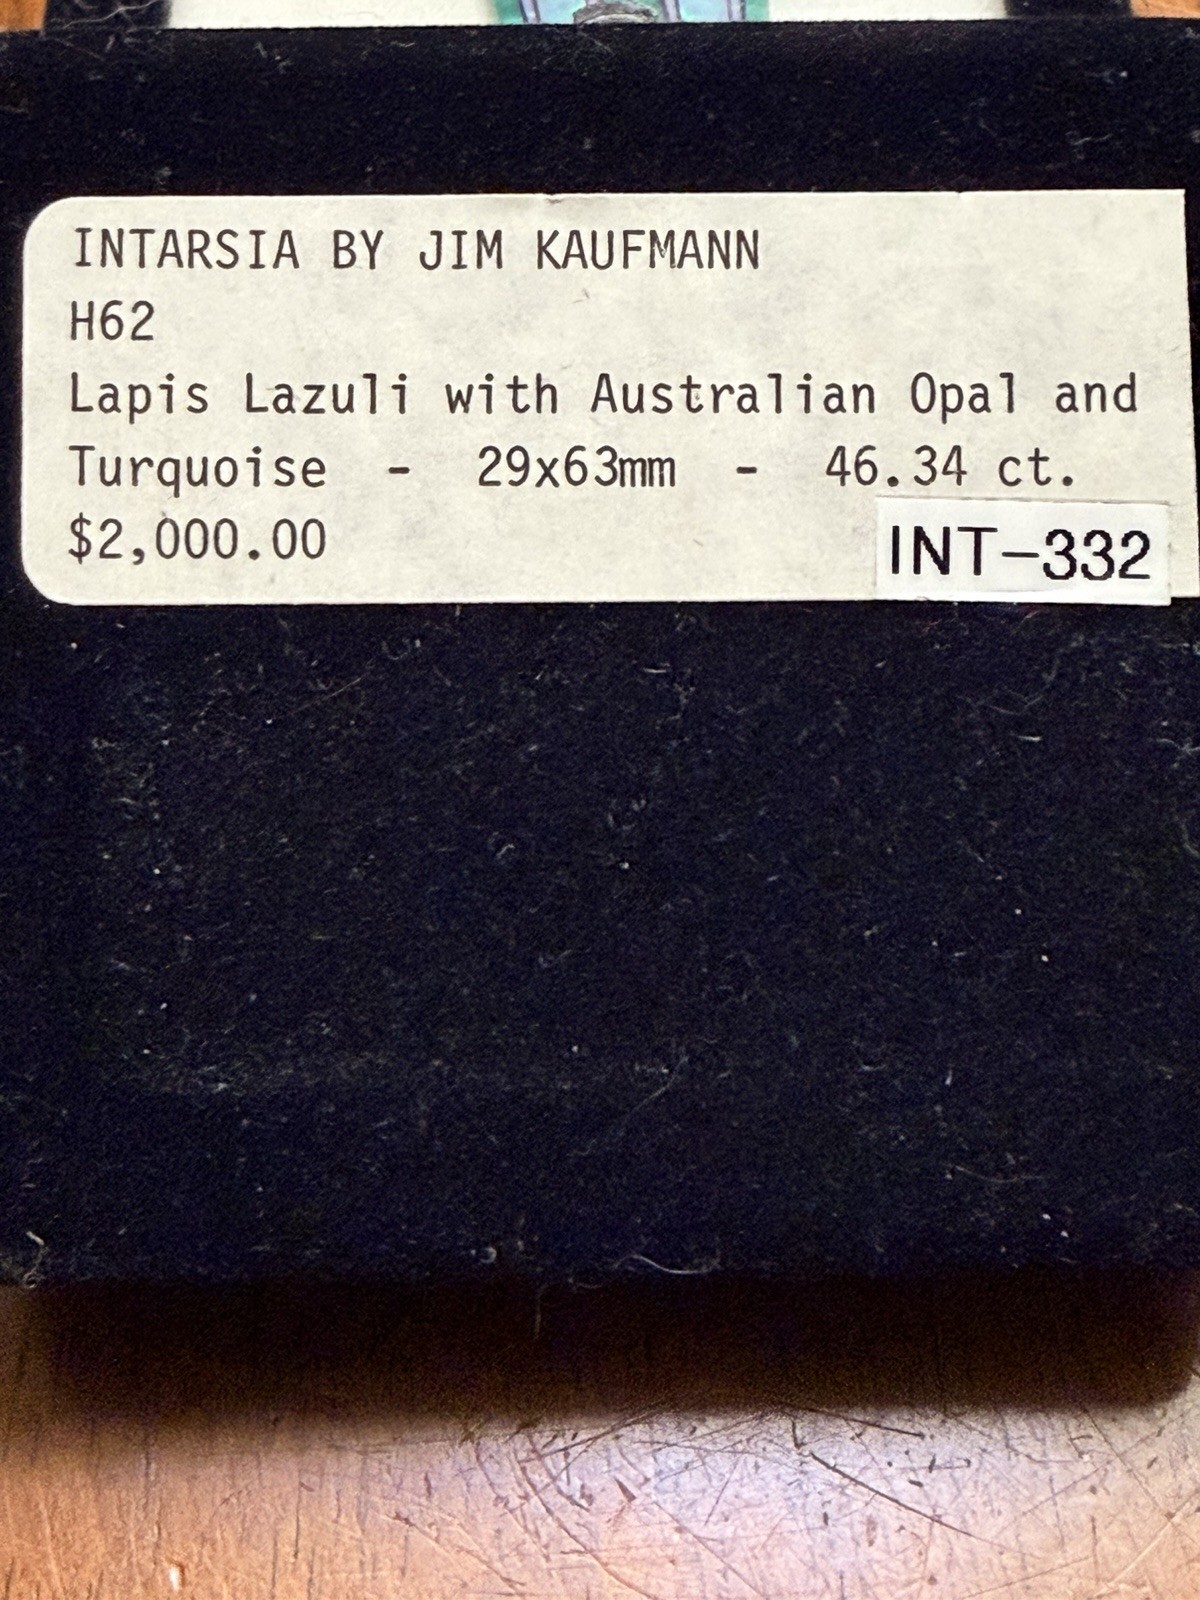 INTARSIA BY JIM KAUFMANN
H62
Lapis Lazuli with Australian Opal and
Turquoise - 29x63mm - 46.34 ct.
$2,000.00
INT-332